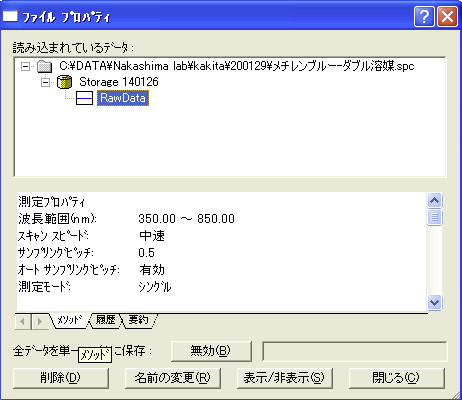 ファイル プロパティ
読み込まれているデータ:
C:¥DATA¥Nakashima lab¥kakita¥200129¥メチレンブルーーダブル溶媒.spc
Storage 140126
RawData
測定プロパティ
波長範囲(nm): 350.00 ～ 850.00
スキャン スピード: 中速
サンプリングピッチ: 0.5
オート サンプリングピッチ: 有効
測定モード: シングル
メソッド 履歴 要約
全データを単一 に保存: 無効(B)
メソッド
削除(D) 名前の変更(R) 表示/非表示(S) 閉じる(C)